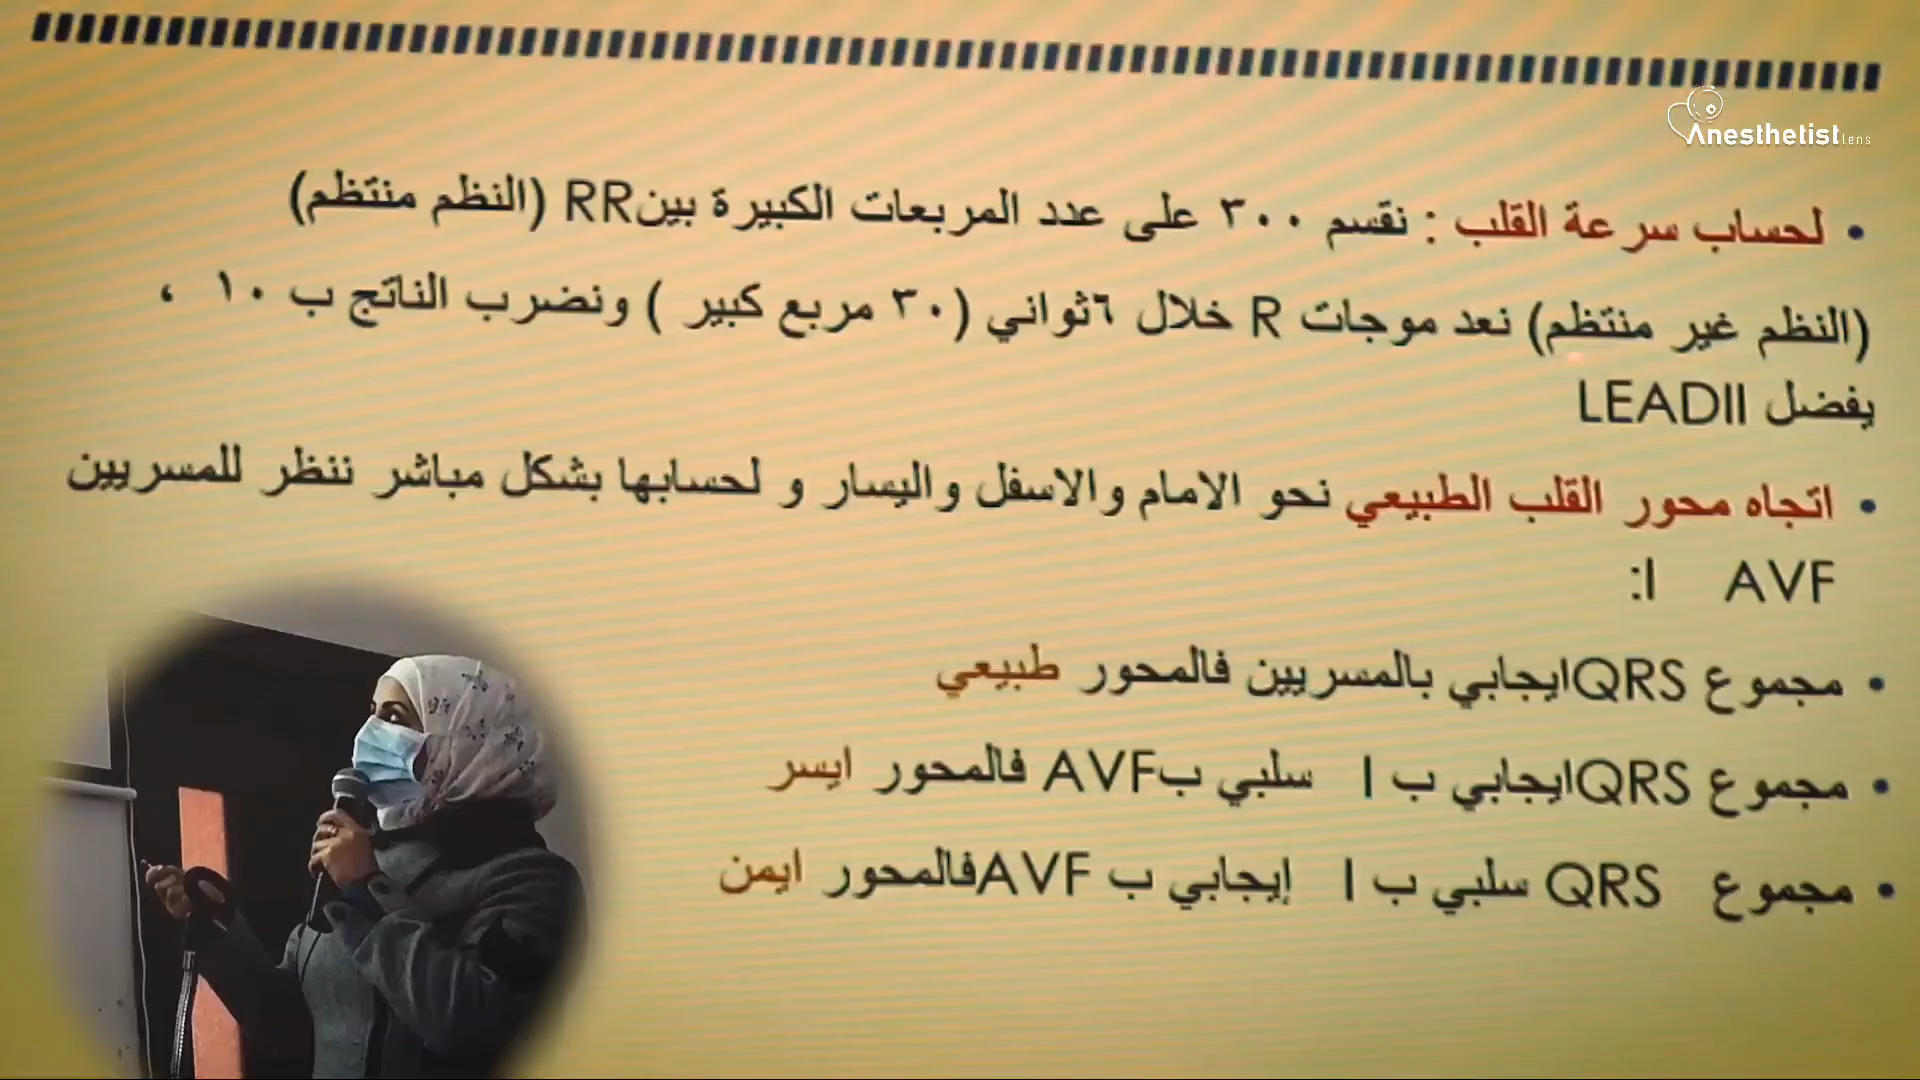 Anesthetist lens
• لحساب سرعة القلب : نقسم ٣٠٠ على عدد المربعات الكبيرة بينRR (النظم منتظم)
(النظم غير منتظم) نعد موجات R خلال ٦ثواني (٣٠ مربع كبير ) ونضرب الناتج ب ١٠ ،
يفضل LEADII
• اتجاه محور القلب الطبيعي نحو الامام والاسفل واليسار و لحسابها بشكل مباشر ننظر للمسريين
AVF I:
• مجموع QRSايجابي بالمسريين فالمحور طبيعي
• مجموع QRSايجابي ب I سلبي بAVF فالمحور ايسر
• مجموع QRS سلبي ب I إيجابي ب AVFفالمحور ايمن